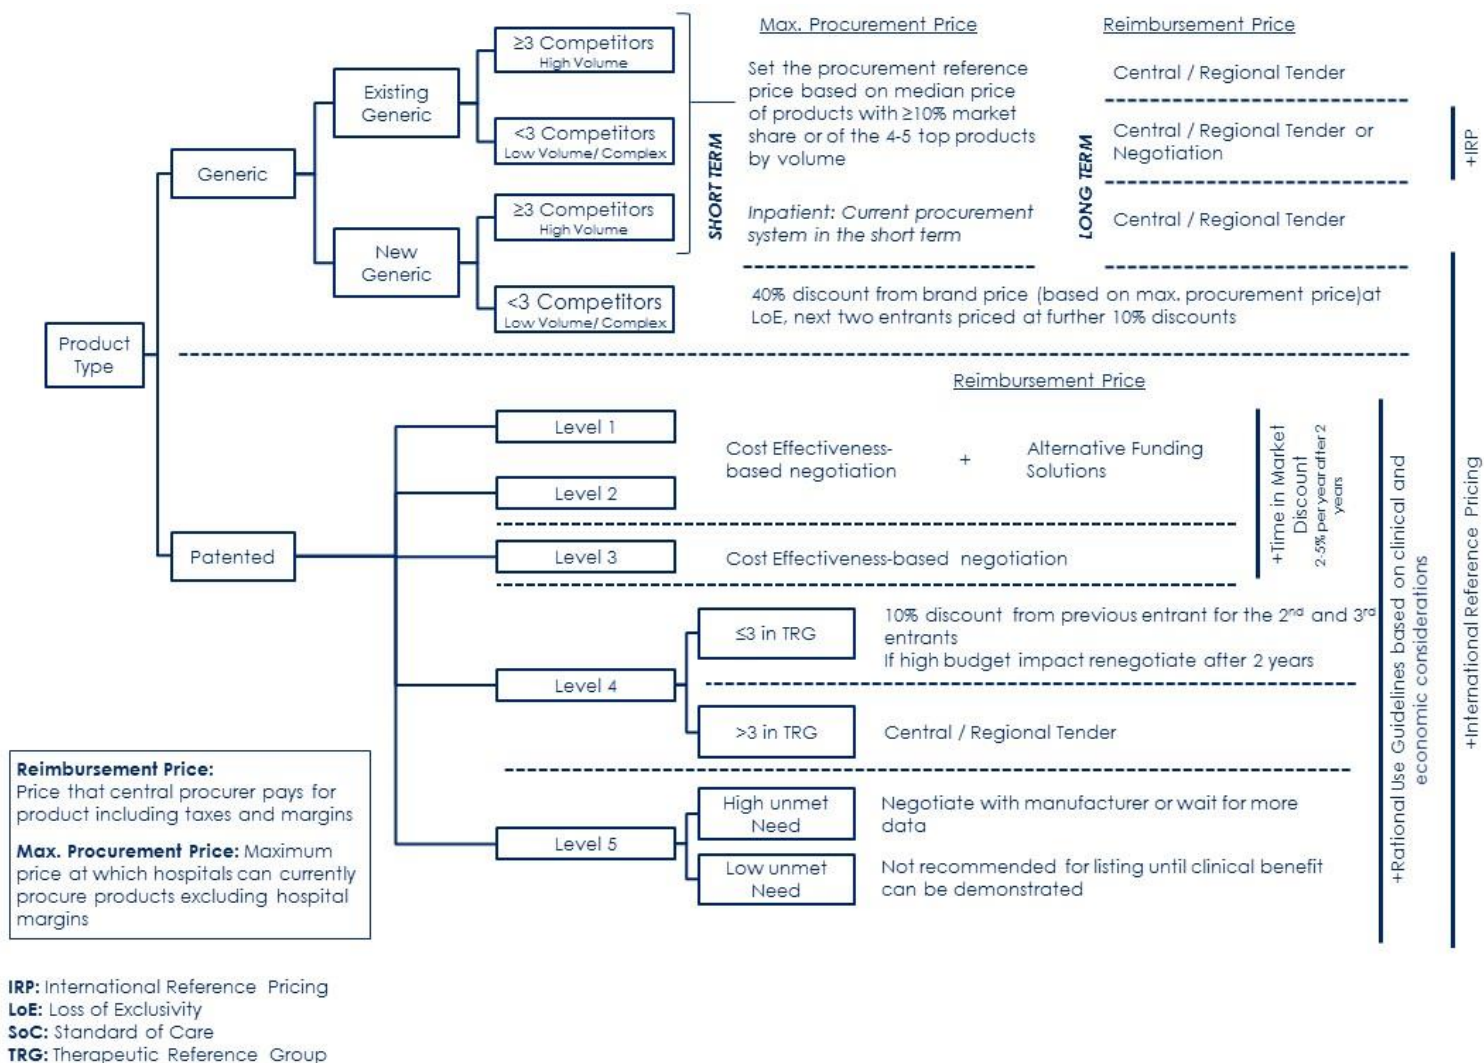 Max. Procurement Price
Reimbursement Price
Product
Type
Generic
Existing
Generic
≥3 Competitors
High Volume
<3 Competitors
Low Volume/ Complex
New
Generic
≥3 Competitors
High Volume
<3 Competitors
Low Volume/ Complex
SHORT TERM
Set the procurement reference
price based on median price
of products with ≥10% market
share or of the 4-5 top products
by volume
Inpatient: Current procurement
system in the short term
LONG TERM
Central / Regional Tender
Central / Regional Tender or
Negotiation
Central / Regional Tender
+IRP
40% discount from brand price (based on max. procurement price)at
LoE, next two entrants priced at further 10% discounts
Reimbursement Price
Patented
Level 1
Level 2
Cost Effectiveness-
based negotiation
+
Alternative Funding
Solutions
Level 3
Cost Effectiveness-based negotiation
+Time in Market
Discount
2-5% per year after 2
years
Level 4
≤3 in TRG
10% discount from previous entrant for the 2nd and 3rd
entrants
If high budget impact renegotiate after 2 years
>3 in TRG
Central / Regional Tender
Level 5
High unmet
Need
Negotiate with manufacturer or wait for more
data
Low unmet
Need
Not recommended for listing until clinical benefit
can be demonstrated
+Rational Use Guidelines based on clinical and
economic considerations
+International Reference Pricing
Reimbursement Price:
Price that central procurer pays for
product including taxes and margins
Max. Procurement Price: Maximum
price at which hospitals can currently
procure products excluding hospital
margins
IRP: International Reference Pricing
LoE: Loss of Exclusivity
SoC: Standard of Care
TRG: Therapeutic Reference Group